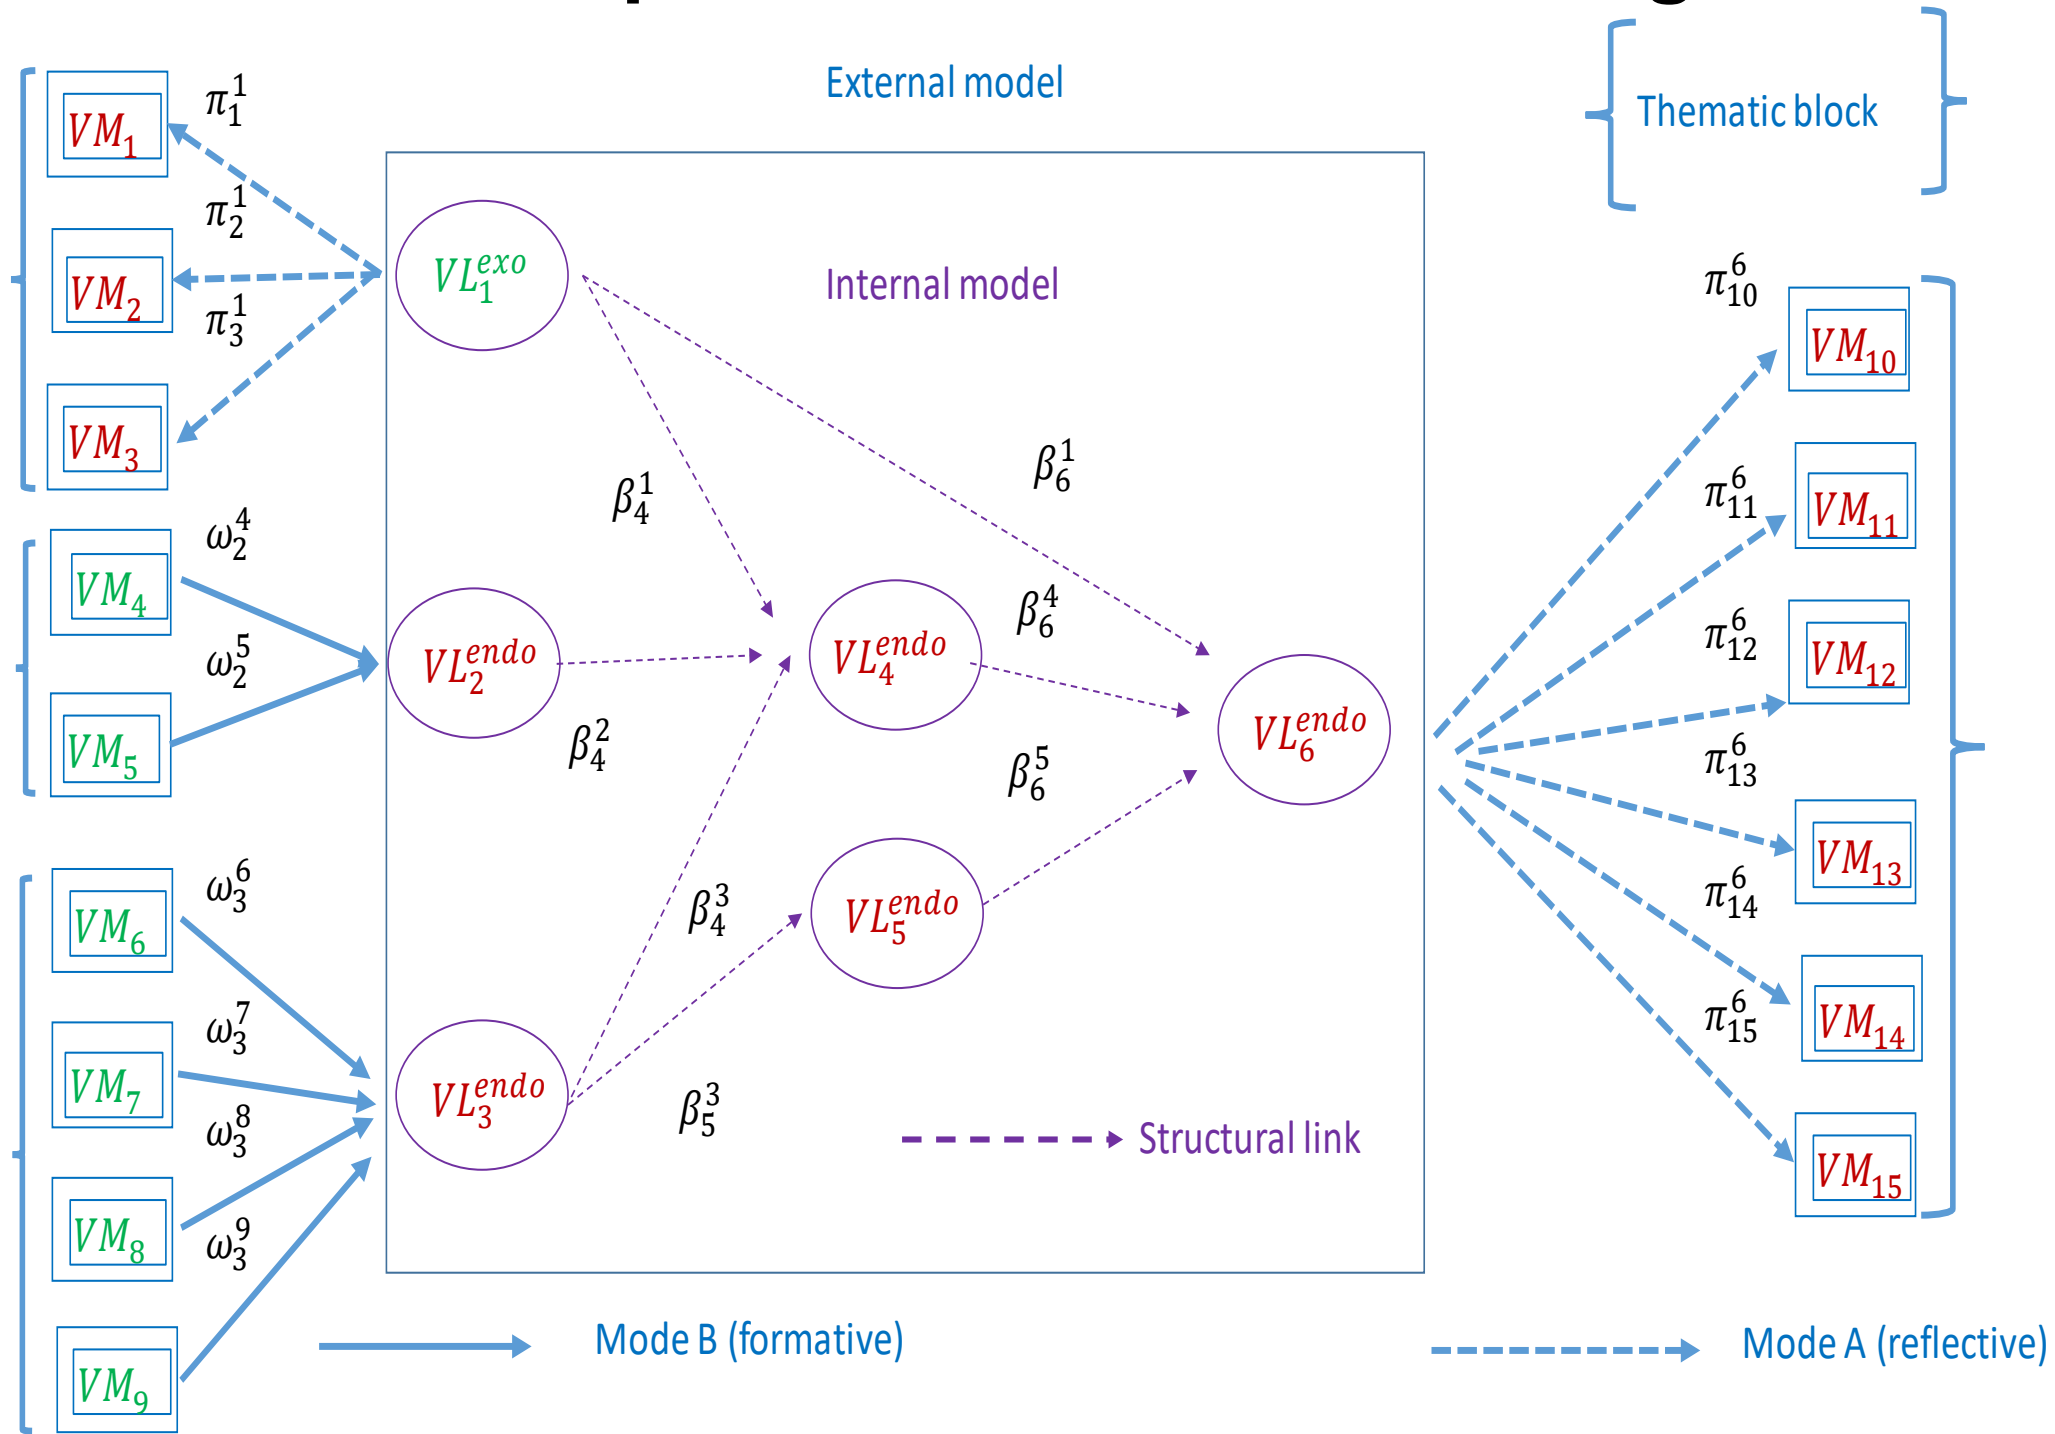 External model
Thematic block
Internal model
VM₁
VM₂
VM₃
VM₄
VM₅
VM₆
VM₇
VM₈
VM₉
π₁¹
π₂¹
π₃¹
ω₂⁴
ω₂⁵
ω₃⁶
ω₃⁷
ω₃⁸
ω₃⁹
VL₁ᵉˣᵒ
VL₂ᵉⁿᵈᵒ
VL₃ᵉⁿᵈᵒ
VL₄ᵉⁿᵈᵒ
VL₅ᵉⁿᵈᵒ
VL₆ᵉⁿᵈᵒ
β₄¹
β₆¹
β₆⁴
β₄²
β₆⁵
β₄³
β₅³
π₁₀⁶
π₁₁⁶
π₁₂⁶
π₁₃⁶
π₁₄⁶
π₁₅⁶
VM₁₀
VM₁₁
VM₁₂
VM₁₃
VM₁₄
VM₁₅
Structural link
Mode B (formative)
Mode A (reflective)